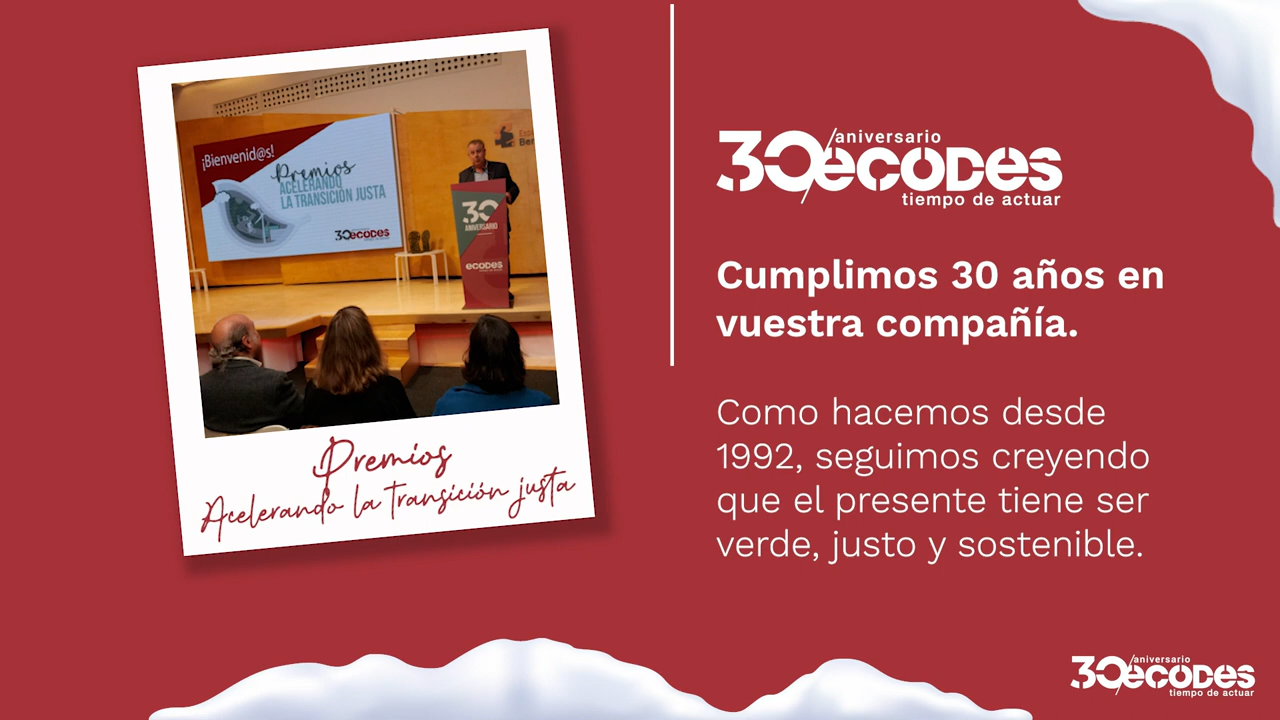 ¡Bienvenid@s!
Premios
ACELERANDO
LA TRANSICIÓN JUSTA
30 ecodes
30
ANIVERSARIO
ecodes
Premios
Acelerando la transición justa
30 /aniversario
ecodes
tiempo de actuar
Cumplimos 30 años en
vuestra compañía.
Como hacemos desde
1992, seguimos creyendo
que el presente tiene ser
verde, justo y sostenible.
30 /aniversario
ecodes
tiempo de actuar